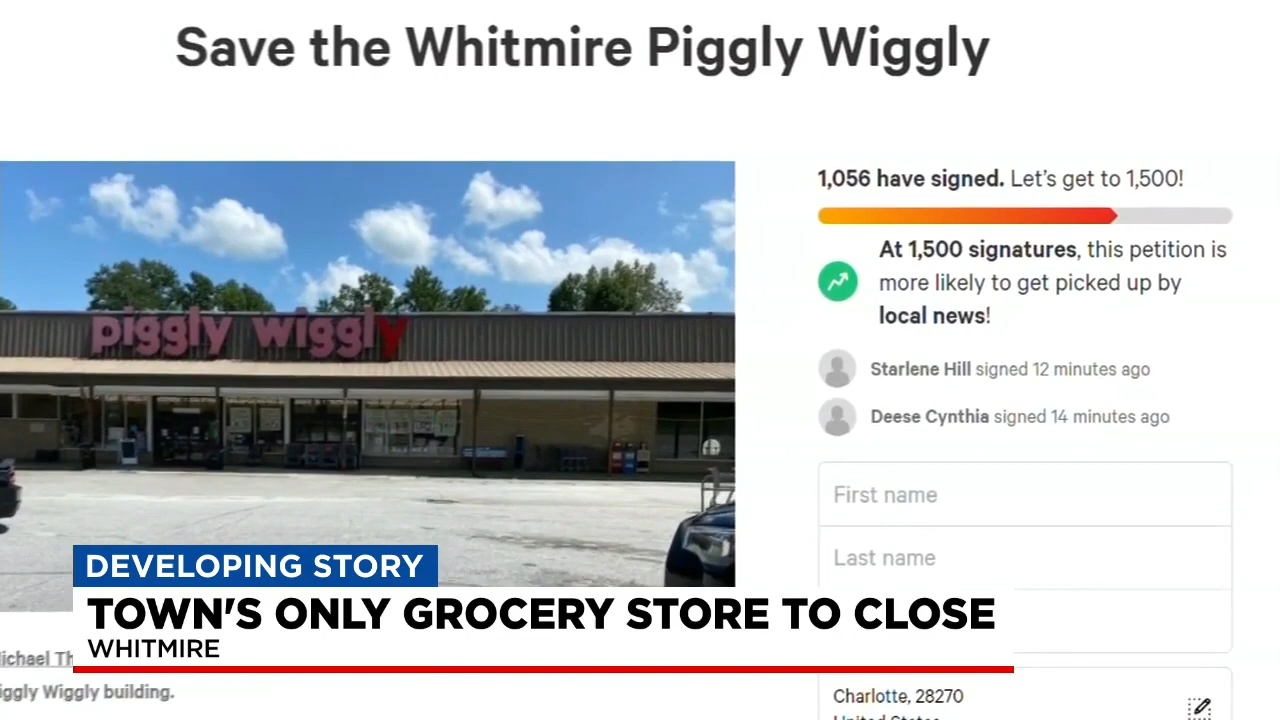 Save the Whitmire Piggly Wiggly
piggly wiggly
1,056 have signed. Let's get to 1,500!
At 1,500 signatures, this petition is
more likely to get picked up by
local news!
Starlene Hill signed 12 minutes ago
Deese Cynthia signed 14 minutes ago
First name
Last name
DEVELOPING STORY
TOWN'S ONLY GROCERY STORE TO CLOSE
WHITMIRE
Wiggly building.
Charlotte, 28270
United States